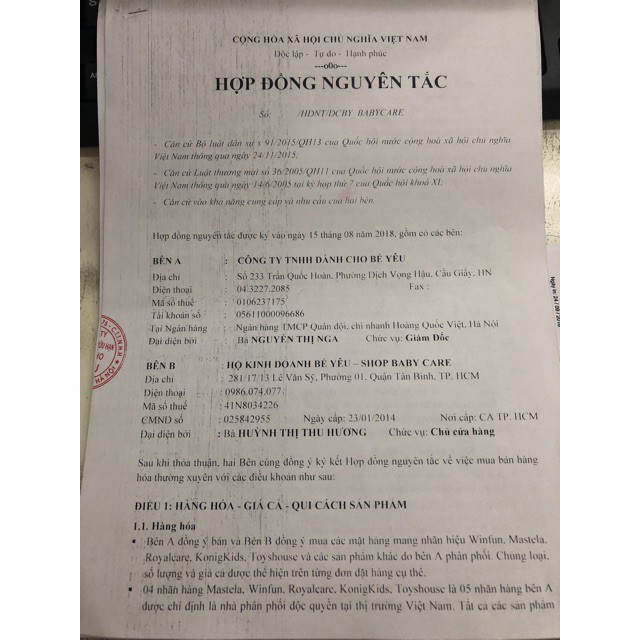 CỘNG HÒA XÃ HỘI CHỦ NGHĨA VIỆT NAM
Độc lập - Tự do - Hạnh phúc
---o0o---
HỢP ĐỒNG NGUYÊN TẮC
Số: /HDNT/DCBY BABYCARE
- Căn cứ Bộ luật dân sự s 91/2015/QH13 của Quốc hội nước cộng hoà xã hội chủ nghĩa
Việt Nam thông qua ngày 24/11/2015;
- Căn cứ Luật thương mại số 36/2005/QH11 của Quốc hội nước cộng hoà xã hội chủ nghĩa
Việt Nam thông quá ngày 14/6/2005 tại kỳ họp thứ 7 của Quốc hội khoá XI;
- Căn cứ vào khả năng cung cấp và nhu cầu của hai bên.
Hợp đồng nguyên tắc được ký vào ngày 15 tháng 08 năm 2018, gồm có các bên:
BÊN A : CÔNG TY TNHH DÀNH CHO BÉ YÊU
Địa chỉ : Số 233 Trần Quốc Hoàn, Phường Dịch Vọng Hậu, Cầu Giấy, HN
Điện thoại : 04.3227.2085 Fax :
Mã số thuế : 0106237175
Tài khoản số : 05611000096686
Tại Ngân hàng : Ngân hàng TMCP Quân đội, chi nhánh Hoàng Quốc Việt, Hà Nội
Đại diện bởi : Bà NGUYỄN THỊ NGA Chức vụ: Giám Đốc
BÊN B : HỘ KINH DOANH BÉ YÊU – SHOP BABY CARE
Địa chỉ : 281/17/13 Lê Văn Sỹ, Phường 01, Quận Tân Bình, TP. HCM
Điện thoại : 0986.074.077
Mã số thuế : 41N8034226
CMND số : 025842955 Ngày cấp: 23/01/2014 Nơi cấp: CA TP. HCM
Đại diện bởi : Bà HUỲNH THỊ THU HƯƠNG Chức vụ: Chủ cửa hàng
Sau khi thỏa thuận, hai Bên cùng đồng ý ký kết Hợp đồng nguyên tắc về việc mua bán hàng
hóa thường xuyên với các điều khoản như sau:
ĐIỀU 1: HÀNG HÓA - GIÁ CẢ - QUI CÁCH SẢN PHẨM
1.1. Hàng hóa
▪ Bên A đồng ý bán và Bên B đồng ý mua các mặt hàng mang nhãn hiệu Winfun, Mastela,
Royalcare, KonigKids, Toyshouse và các sản phẩm khác do bên A phân phối. Chủng loại,
số lượng và giá cả được thể hiện trên từng đơn đặt hàng cụ thể.
▪ 04 nhãn hàng Mastela, Winfun, Royalcare, KonigKids, Toyshouse là 05 nhãn hàng bên A
được chỉ định là nhà phân phối độc quyền tại thị trường Việt Nam. Tất cả các sản phẩm